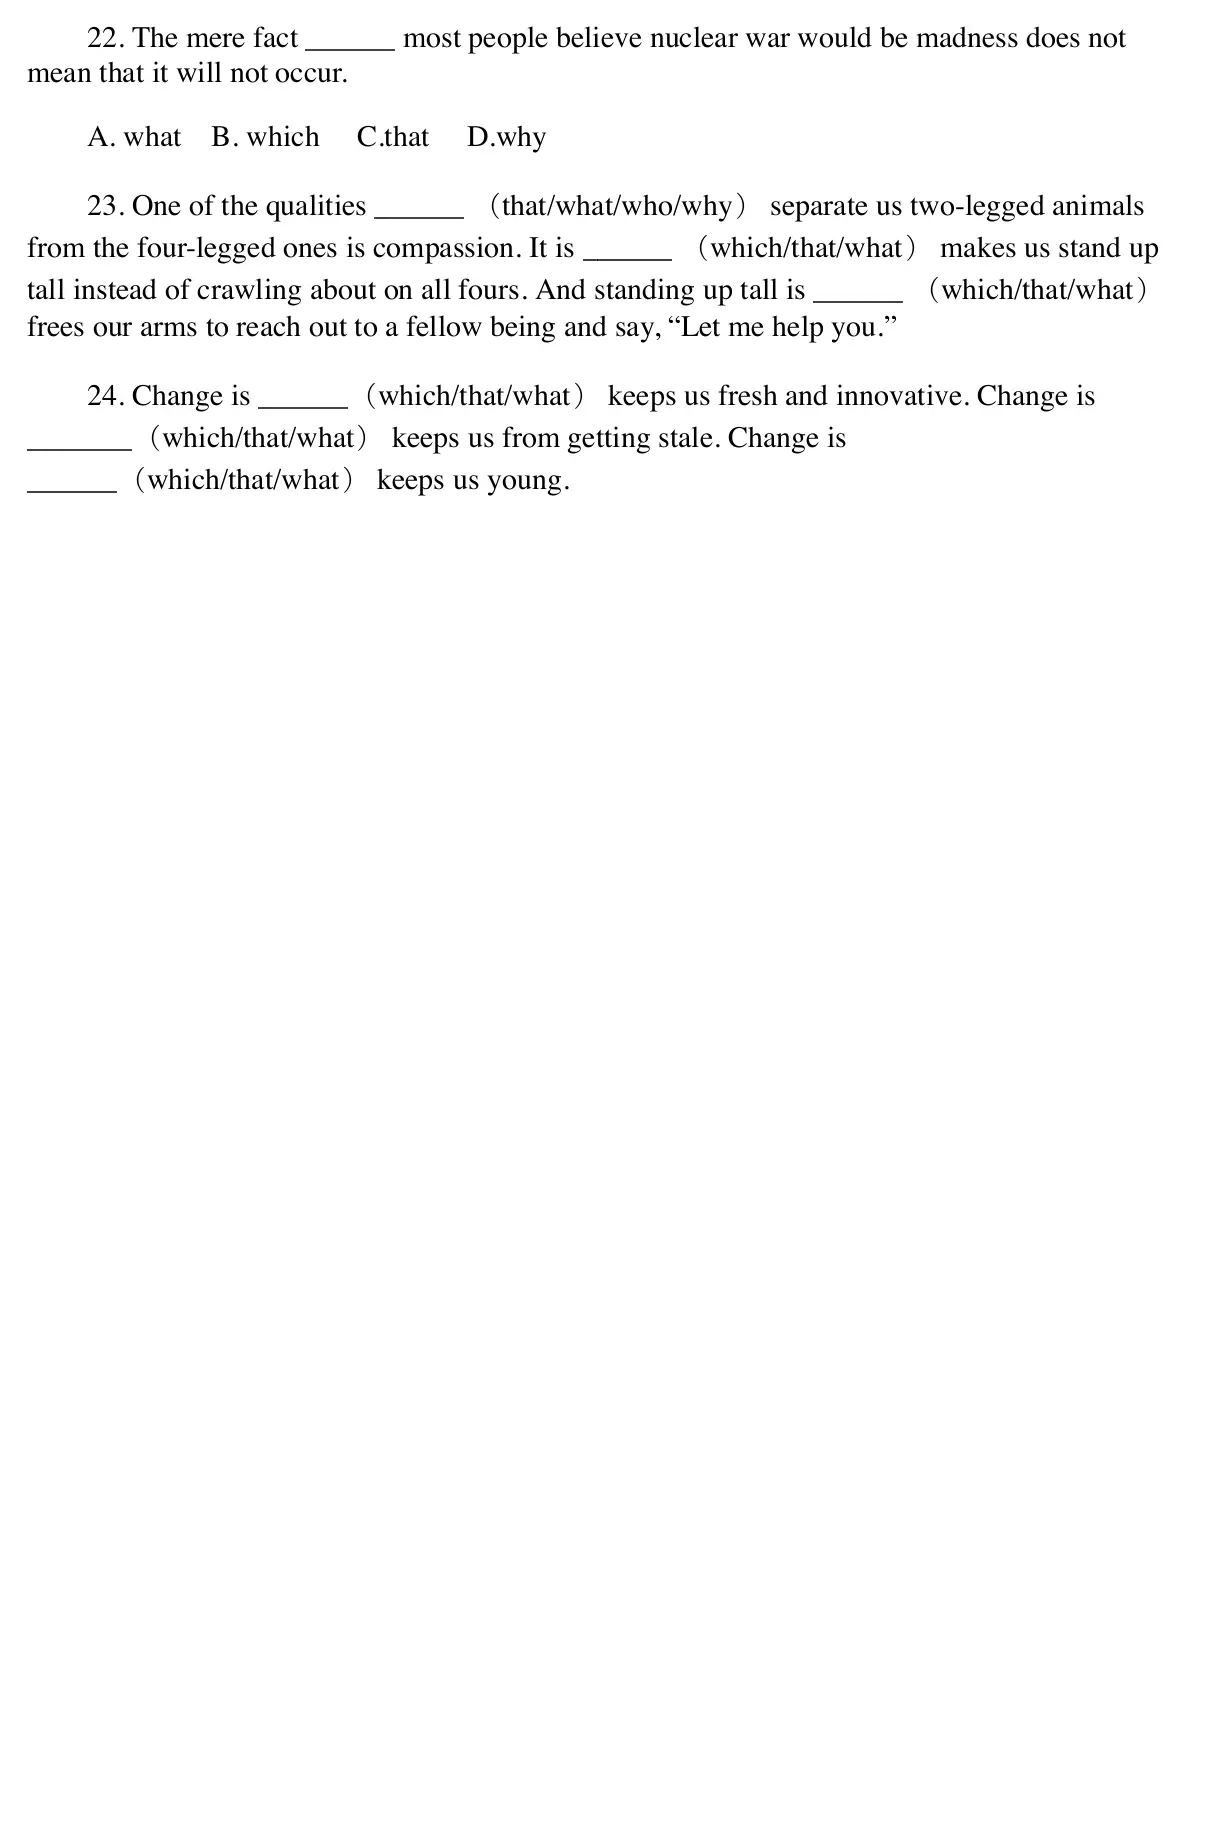 22. The mere fact ______ most people believe nuclear war would be madness does not
mean that it will not occur.
A. what B. which C.that D.why
23. One of the qualities ______ （that/what/who/why） separate us two-legged animals
from the four-legged ones is compassion. It is ______ （which/that/what） makes us stand up
tall instead of crawling about on all fours. And standing up tall is ______ （which/that/what）
frees our arms to reach out to a fellow being and say, “Let me help you.”
24. Change is ______（which/that/what） keeps us fresh and innovative. Change is
_______（which/that/what） keeps us from getting stale. Change is
______（which/that/what） keeps us young.